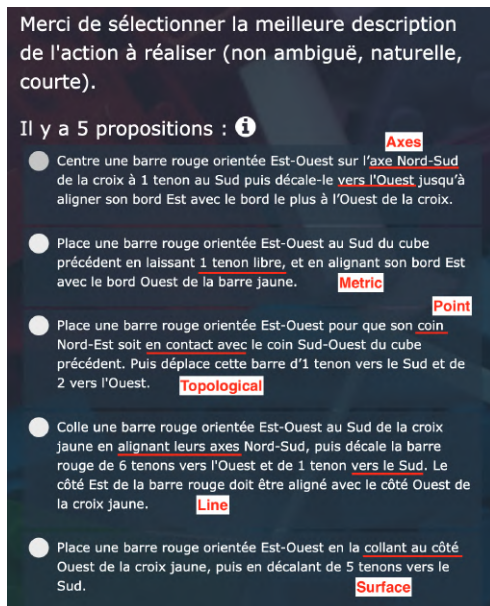 Merci de sélectionner la meilleure description
de l'action à réaliser (non ambiguë, naturelle,
courte).
Il y a 5 propositions : i
Axes
Centre une barre rouge orientée Est-Ouest sur l'axe Nord-Sud
de la croix à 1 tenon au Sud puis décale-le vers l'Ouest jusqu'à
aligner son bord Est avec le bord le plus à l'Ouest de la croix.
Place une barre rouge orientée Est-Ouest au Sud du cube
précédent en laissant 1 tenon libre, et en alignant son bord Est
avec le bord Ouest de la barre jaune.
Metric
Point
Place une barre rouge orientée Est-Ouest pour que son coin
Nord-Est soit en contact avec le coin Sud-Ouest du cube
précédent. Puis déplace cette barre d'1 tenon vers le Sud et de
2 vers l'Ouest.
Topological
Colle une barre rouge orientée Est-Ouest au Sud de la croix
jaune en alignant leurs axes Nord-Sud, puis décale la barre
rouge de 6 tenons vers l'Ouest et de 1 tenon vers le Sud. Le
côté Est de la barre rouge doit être aligné avec le côté Ouest de
la croix jaune.
Line
Place une barre rouge orientée Est-Ouest en la collant au côté
Ouest de la croix jaune, puis en décalant de 5 tenons vers le
Sud.
Surface